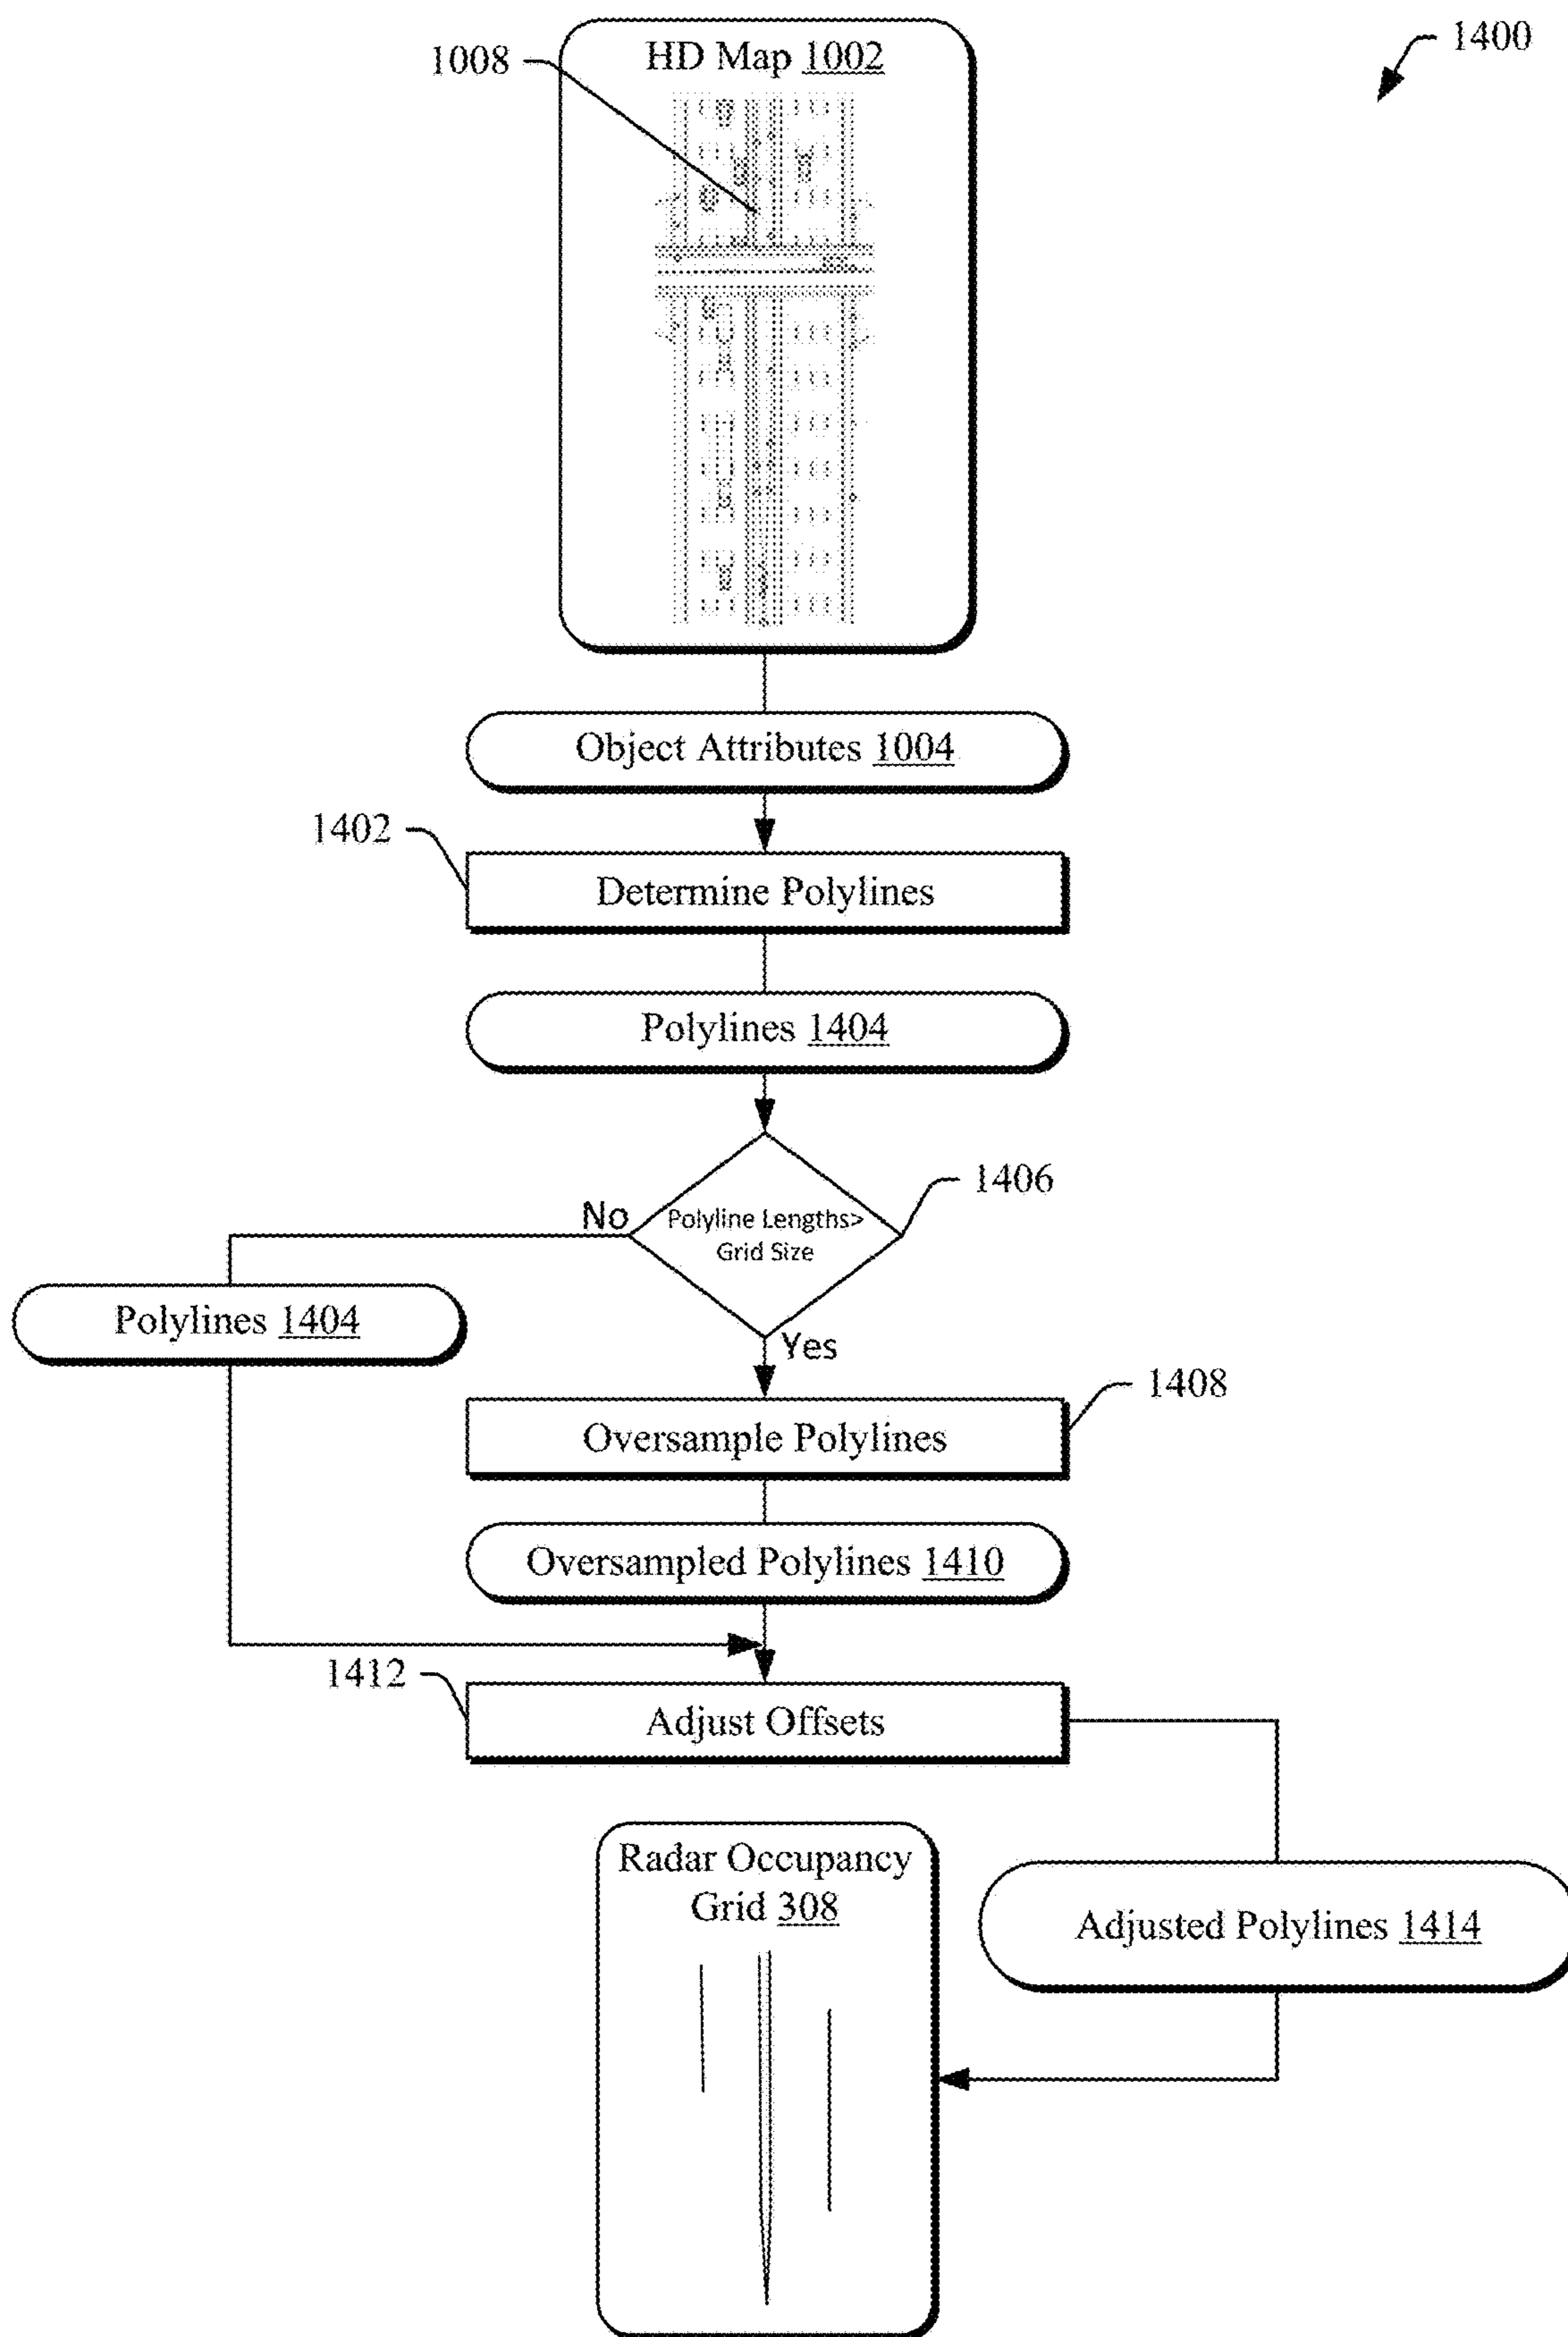 1400
1008
HD Map 1002
Object Attributes 1004
1402
Determine Polylines
Polylines 1404
1406
No
Polyline Lengths>
Grid Size
Polylines 1404
Yes
1408
Oversample Polylines
Oversampled Polylines 1410
1412
Adjust Offsets
Radar Occupancy
Grid 308
Adjusted Polylines 1414